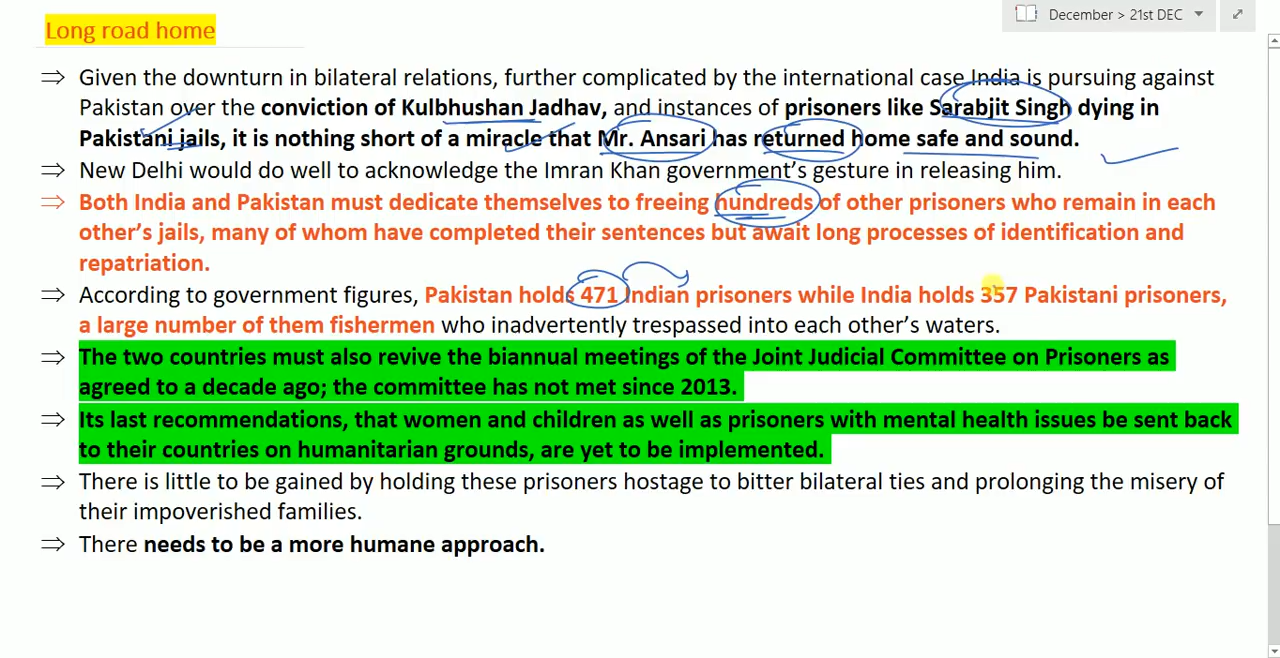 Long road home
December > 21st DEC
⇒ Given the downturn in bilateral relations, further complicated by the international case India is pursuing against
Pakistan over the conviction of Kulbhushan Jadhav, and instances of prisoners like Sarabjit Singh dying in
Pakistani jails, it is nothing short of a miracle that Mr. Ansari has returned home safe and sound.
⇒ New Delhi would do well to acknowledge the Imran Khan government's gesture in releasing him.
⇒ Both India and Pakistan must dedicate themselves to freeing hundreds of other prisoners who remain in each
other's jails, many of whom have completed their sentences but await long processes of identification and
repatriation.
⇒ According to government figures, Pakistan holds 471 Indian prisoners while India holds 357 Pakistani prisoners,
a large number of them fishermen who inadvertently trespassed into each other's waters.
⇒ The two countries must also revive the biannual meetings of the Joint Judicial Committee on Prisoners as
agreed to a decade ago; the committee has not met since 2013.
⇒ Its last recommendations, that women and children as well as prisoners with mental health issues be sent back
to their countries on humanitarian grounds, are yet to be implemented.
⇒ There is little to be gained by holding these prisoners hostage to bitter bilateral ties and prolonging the misery of
their impoverished families.
⇒ There needs to be a more humane approach.